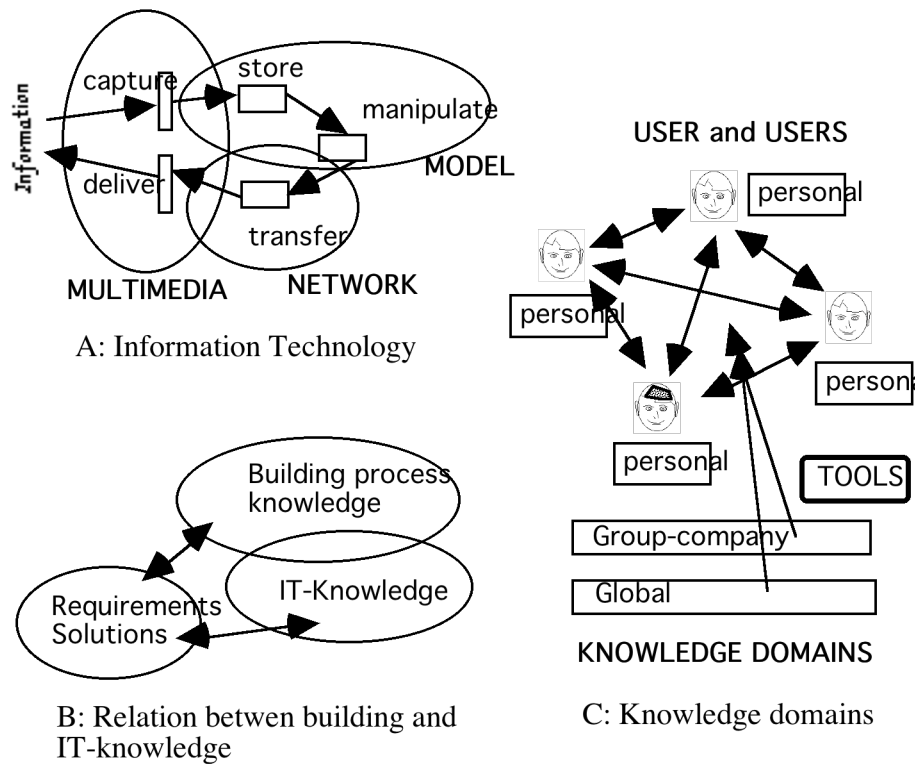 Information
capture
store
manipulate
MODEL
deliver
transfer
MULTIMEDIA
NETWORK
A: Information Technology
Building process
knowledge
IT-Knowledge
Requirements
Solutions
B: Relation betwen building and
IT-knowledge
USER and USERS
personal
personal
persona
personal
TOOLS
Group-company
Global
KNOWLEDGE DOMAINS
C: Knowledge domains